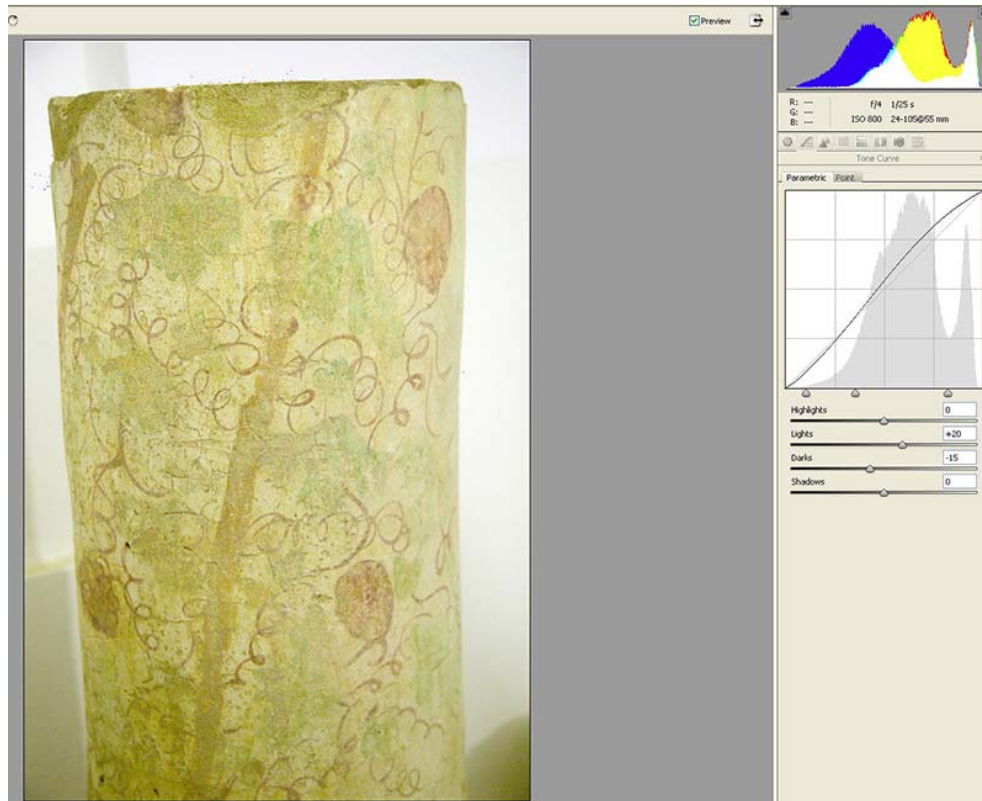 Preview
R: ---
G: ---
B: ---
f/4 1/25 s
ISO 800 24-105@55 mm
Tone Curve
Parametric Point
Highlights 0
Lights +20
Darks -15
Shadows 0